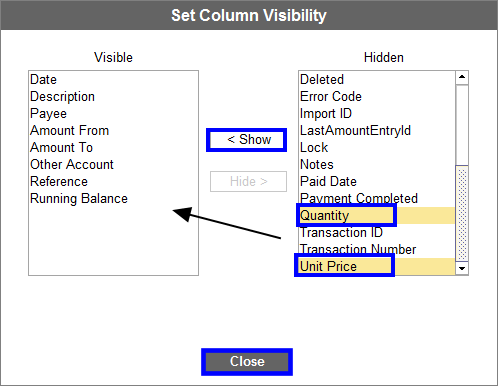 Set Column Visibility
Visible
Hidden
Date
Description
Payee
Amount From
Amount To
Other Account
Reference
Running Balance
< Show
Hide >
Deleted
Error Code
Import ID
LastAmountEntryId
Lock
Notes
Paid Date
Payment Completed
Quantity
Transaction ID
Transaction Number
Unit Price
Close